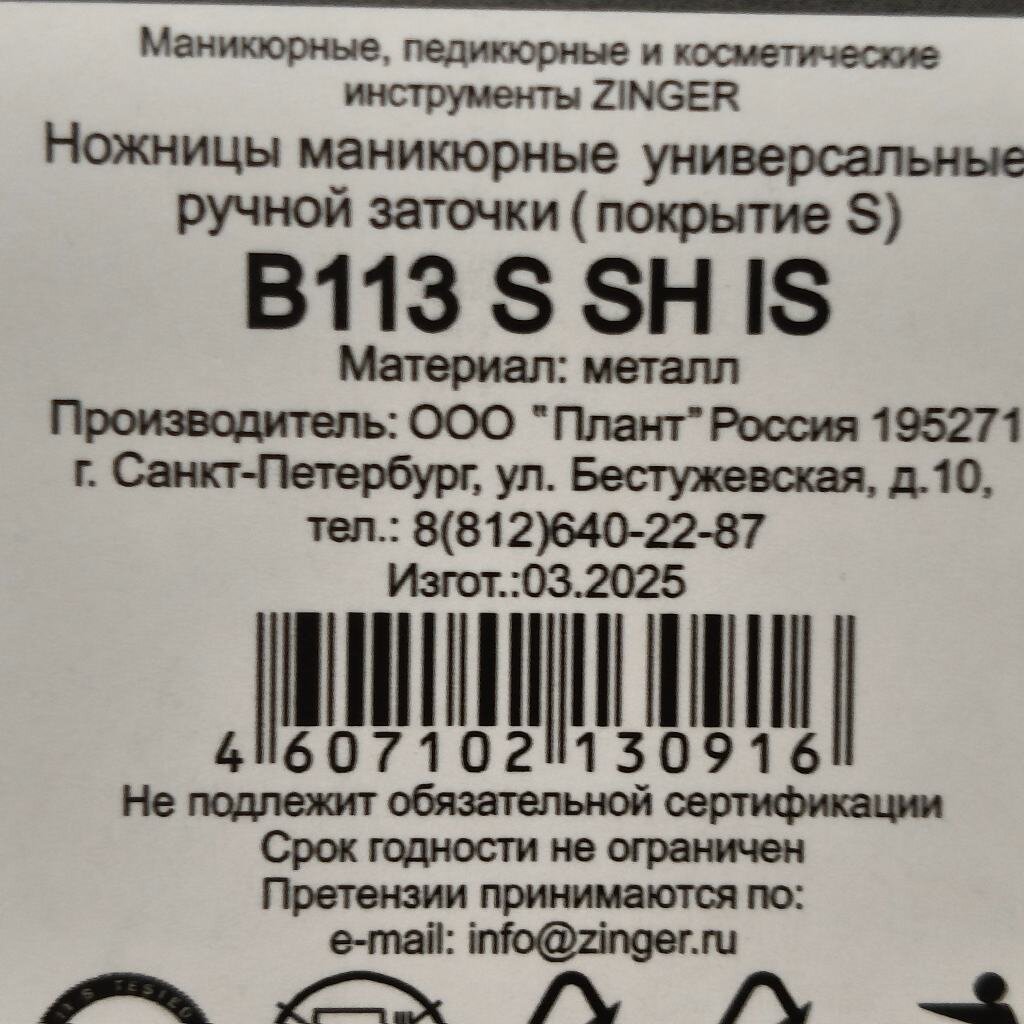 Маникюрные, педикюрные и косметические
инструменты ZINGER
Ножницы маникюрные универсальные
ручной заточки ( покрытие S)
B113 S SH IS
Материал: металл
Производитель: ООО "Плант" Россия 195271
г. Санкт-Петербург, ул. Бестужевская, д.10,
тел.: 8(812)640-22-87
Изгот.:03.2025
4 607102 130916
Не подлежит обязательной сертификации
Срок годности не ограничен
Претензии принимаются по:
e-mail: info@zinger.ru
TESTED